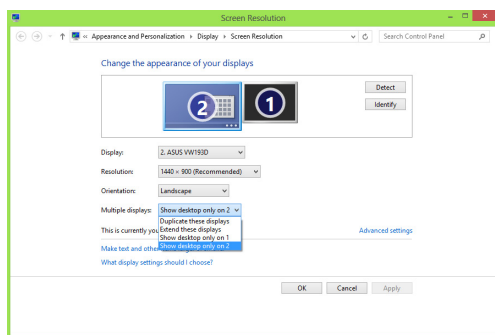 Screen Resolution
« Appearance and Personalization › Display › Screen Resolution
Search Control Panel
Change the appearance of your displays
2
1
Detect
Identify
Display: 2. ASUS VW193D
Resolution: 1440 × 900 (Recommended)
Orientation: Landscape
Multiple displays: Show desktop only on 2
Duplicate these displays
Extend these displays
Show desktop only on 1
Show desktop only on 2
This is currently you
Advanced settings
Make text and othe
What display settings should I choose?
OK Cancel Apply